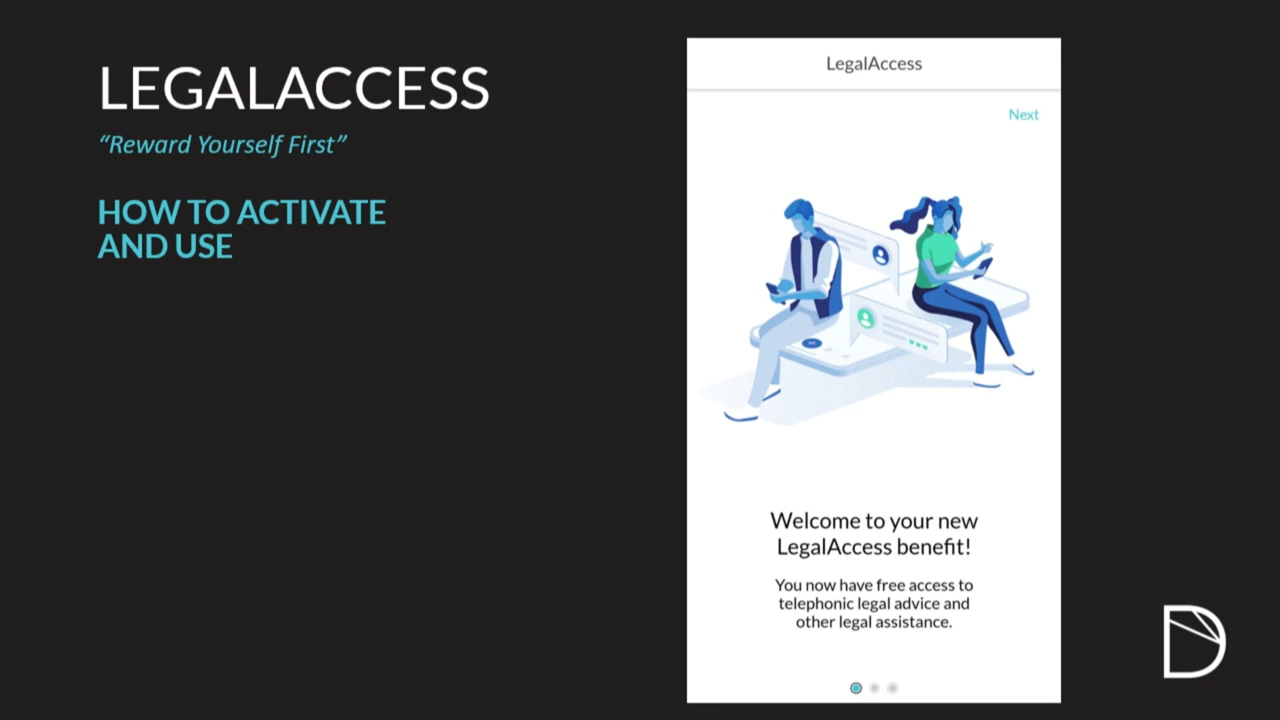 LEGALACCESS
“Reward Yourself First”
HOW TO ACTIVATE
AND USE
LegalAccess
Next
Welcome to your new
LegalAccess benefit!
You now have free access to
telephonic legal advice and
other legal assistance.